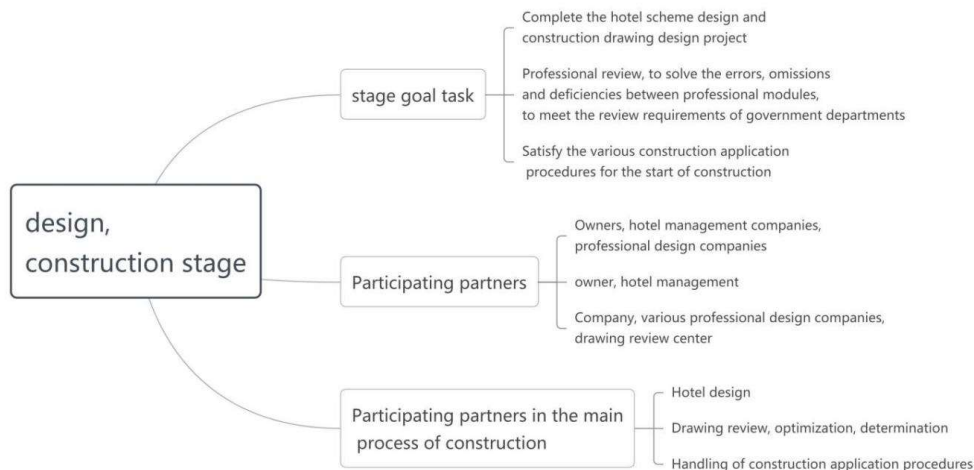 design,
construction stage
stage goal task
Complete the hotel scheme design and
construction drawing design project
Professional review, to solve the errors, omissions
and deficiencies between professional modules,
to meet the review requirements of government departments
Satisfy the various construction application
procedures for the start of construction
Participating partners
Owners, hotel management companies,
professional design companies
owner, hotel management
Company, various professional design companies,
drawing review center
Participating partners in the main
process of construction
Hotel design
Drawing review, optimization, determination
Handling of construction application procedures